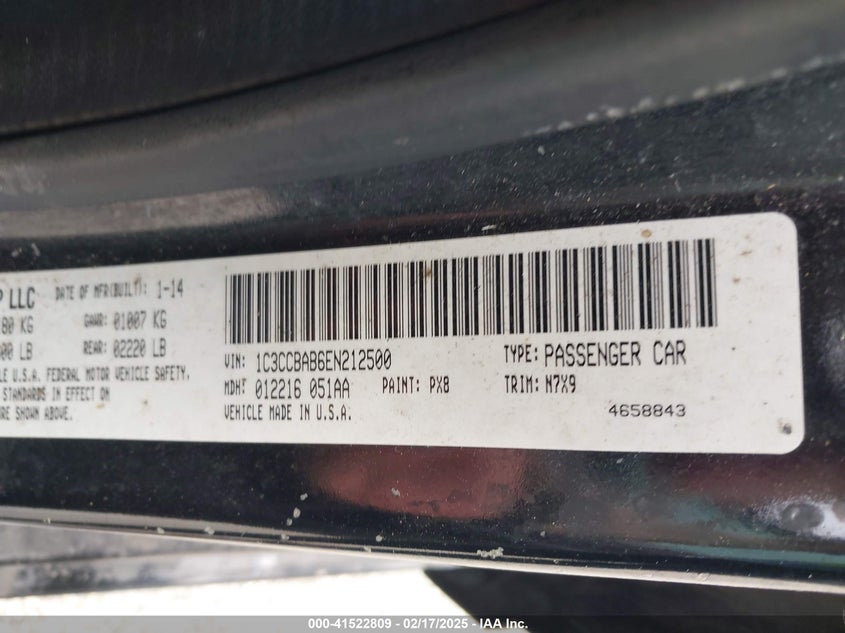 P LLC DATE OF MFR(BUILT): 1-14
80 KG GAWR: 01007 KG
00 LB REAR: 02220 LB
LE U.S.A. FEDERAL MOTOR VEHICLE SAFETY.
STANDARDS IN EFFECT ON
RE SHOWN ABOVE.
VIN: 1C3CCBAB6EN212500 TYPE: PASSENGER CAR
MDH: 012216 051AA PAINT: PX8 TRIM: N7X9
VEHICLE MADE IN U.S.A. 4658843
000-41522809 - 02/17/2025 - IAA Inc.